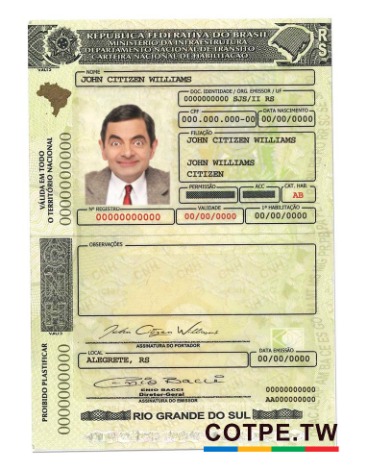 REPÚBLICA FEDERATIVA DO BRASIL
MINISTÉRIO DA INFRAESTRUTURA
DEPARTAMENTO NACIONAL DE TRÂNSITO
CARTEIRA NACIONAL DE HABILITAÇÃO
RS
NOME
JOHN CITIZEN WILLIAMS
DOC. IDENTIDADE / ORG. EMISSOR / UF
0000000000 SJS/II RS
CPF
DATA NASCIMENTO
000.000.000-00
00/00/0000
FILIAÇÃO
JOHN CITIZEN WILLIAMS
JOHN WILLIAMS
CITIZEN
PERMISSÃO
ACC
CAT. HAB.
AB
Nº REGISTRO
VALIDADE
1ª HABILITAÇÃO
00000000000
00/00/0000
00/00/0000
VÁLIDA EM TODO
O TERRITÓRIO NACIONAL
0000000000
OBSERVAÇÕES
John Citizen Williams
ASSINATURA DO PORTADOR
LOCAL
DATA EMISSÃO
ALEGRETE, RS
00/00/0000
PROIBIDO PLASTIFICAR
0000000000
ENIO BACCI
Diretor-Geral
ASSINATURA DO EMISSOR
00000000000
AA000000000
RIO GRANDE DO SUL
COTPE.TW